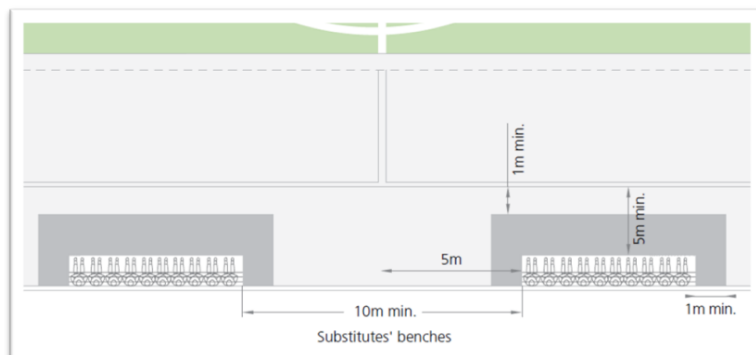 1m min.
5m min.
5m
10m min.
1m min.
Substitutes' benches